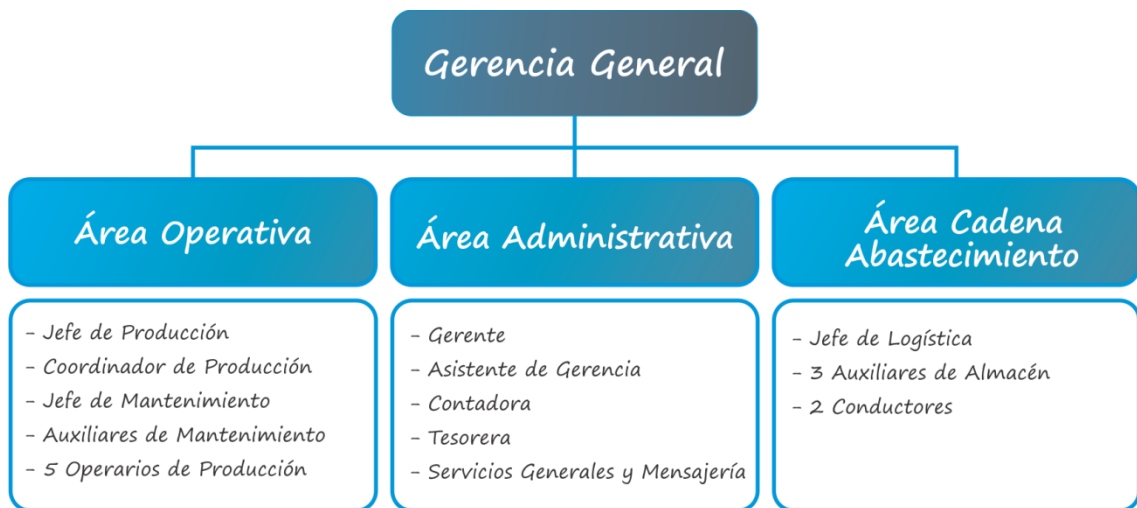 Gerencia General
Área Operativa
- Jefe de Producción
- Coordinador de Producción
- Jefe de Mantenimiento
- Auxiliares de Mantenimiento
- 5 Operarios de Producción
Área Administrativa
- Gerente
- Asistente de Gerencia
- Contadora
- Tesorera
- Servicios Generales y Mensajería
Área Cadena
Abastecimiento
- Jefe de Logística
- 3 Auxiliares de Almacén
- 2 Conductores